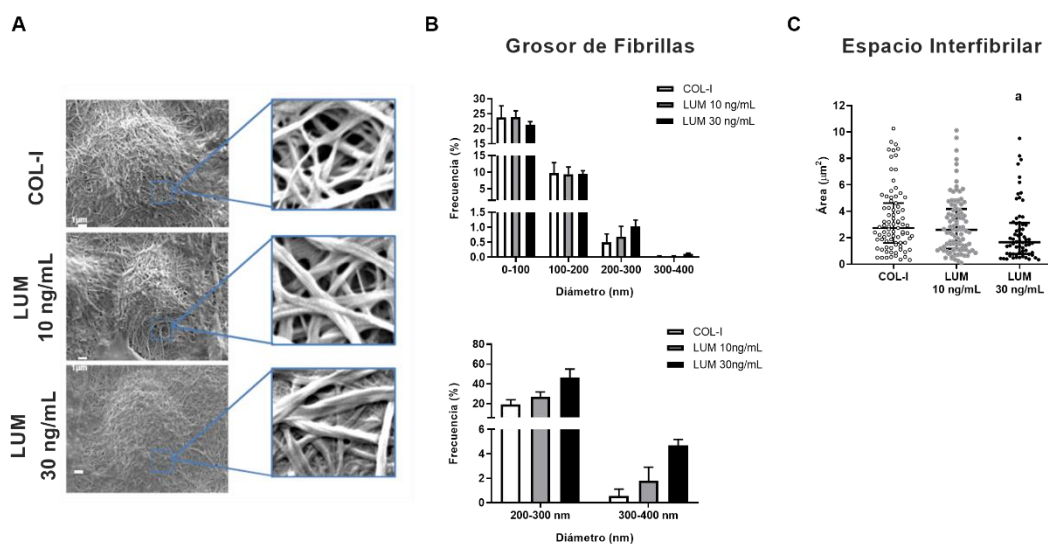 A
COL-I
1µm
LUM
10 ng/mL
1µm
LUM
30 ng/mL
B
Grosor de Fibrillas
COL-I
LUM 10 ng/mL
LUM 30 ng/mL
Frecuencia (%)
30
25
20
15
15
10
5
1.5
1.0
0.5
0.0
0-100
100-200
200-300
300-400
Diámetro (nm)
COL-I
LUM 10ng/mL
LUM 30ng/mL
Frecuencia (%)
80
60
40
20
6
4
2
0
200-300 nm
300-400 nm
Diámetro (nm)
C
Espacio Interfibrilar
a
Área (µm²)
12
10
8
6
4
2
0
COL-I
LUM
10 ng/mL
LUM
30 ng/mL